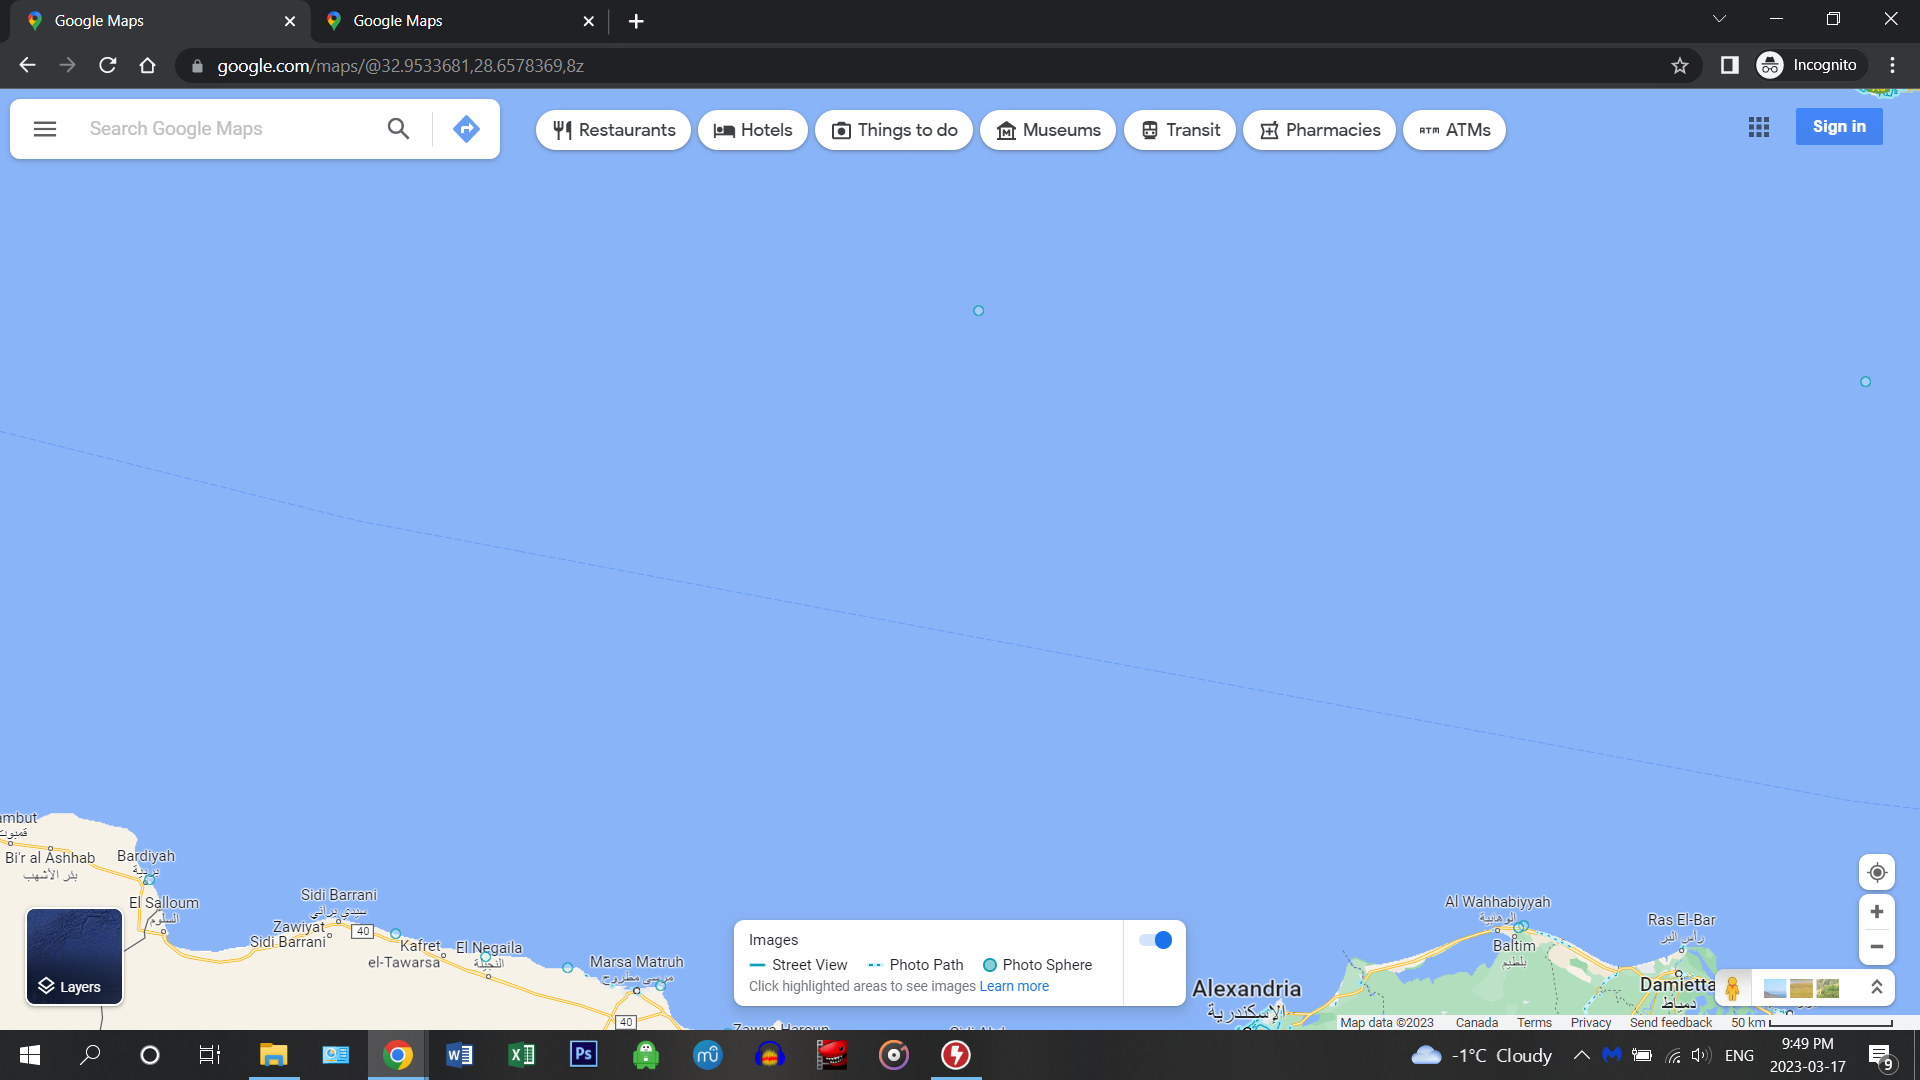 Google Maps
Google Maps
google.com/maps/@32.9533681,28.6578369,8z
Incognito
Search Google Maps
Restaurants
Hotels
Things to do
Museums
Transit
Pharmacies
ATM ATMs
Sign in
ambut
قمبوت
Bi'r al Ashhab
بئر الأشهب
Bardiyah
بردية
El Salloum
السلوم
Sidi Barrani
سيدي براني
Zawiyat
Sidi Barrani
40
Kafret
el-Tawarsa
El Negaila
النجيلة
Marsa Matruh
مرسى مطروح
40
Zawya Haroun
Layers
Images
Street View
Photo Path
Photo Sphere
Click highlighted areas to see images Learn more
Alexandria
الإسكندرية
Al Wahhabiyyah
الوهابية
Baltim
بلطيم
Ras El-Bar
رأس البر
Damietta
دمياط
Map data ©2023
Canada
Terms
Privacy
Send feedback
50 km
W
X
Ps
-1°C Cloudy
ENG
9:49 PM
2023-03-17
9